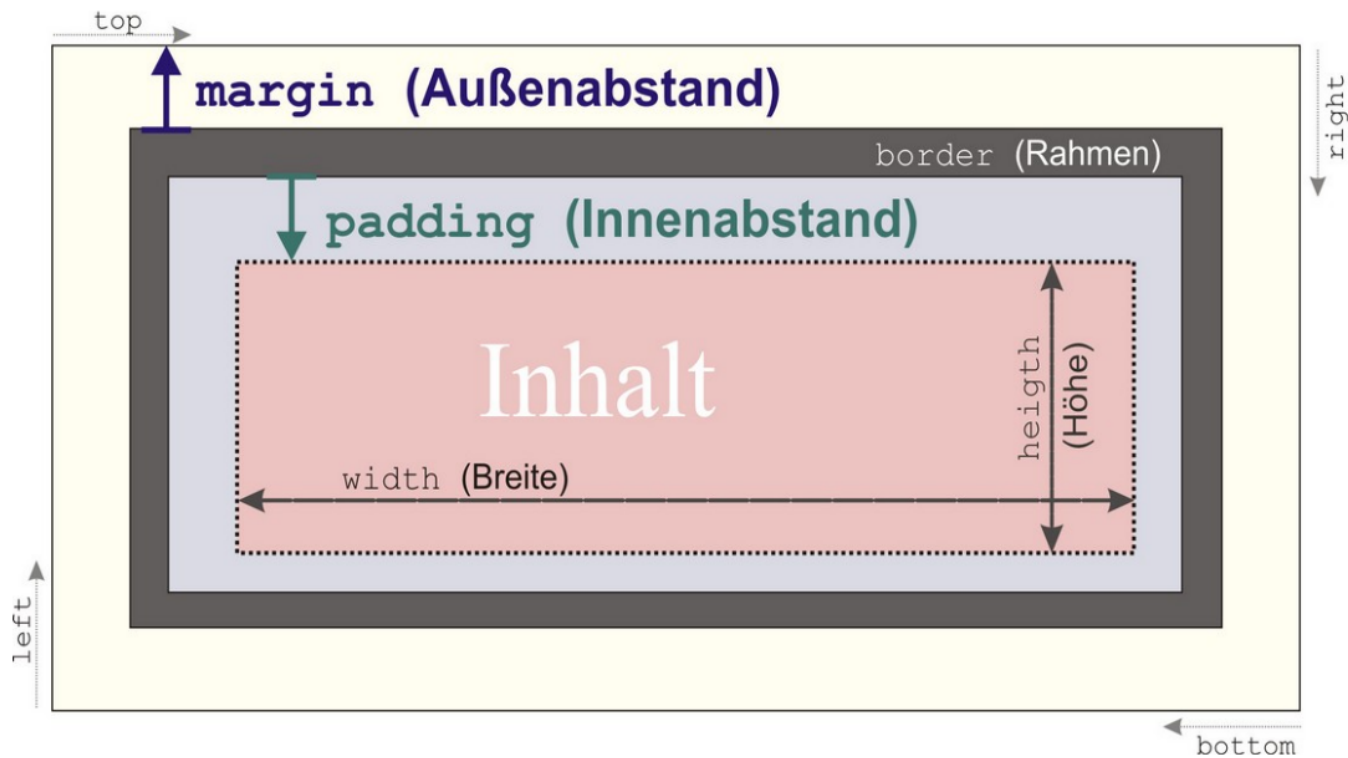 top
margin (Außenabstand)
right
border (Rahmen)
padding (Innenabstand)
Inhalt
heigth
(Höhe)
width (Breite)
left
bottom